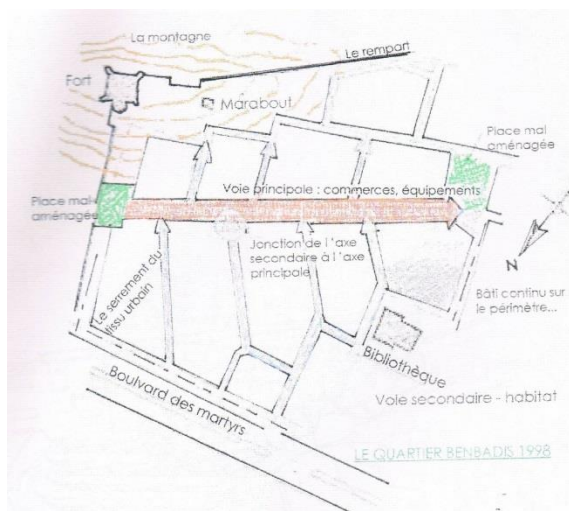 La montagne
Le rempart
Fort
Marabout
Place mal
aménagée
Voie principale : commerces, équipements
Place mal
aménagée
Jonction de l'axe
secondaire à l'axe
principale
N
Le serrement du
tissu urbain
Bâti continu sur
le périmètre...
Bibliothèque
Boulvard des martyrs
Voie secondaire - habitat
LE QUARTIER BENBADIS 1998